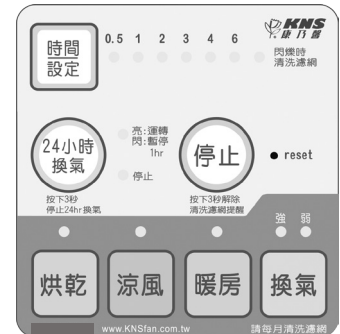 KNS
康乃馨
時間
設定
0.5 1 2 3 4 6
閃爍時
清洗濾網
24小時
換氣
亮:運轉
閃:暫停
1hr
停止
停止
reset
按下3秒
停止24hr換氣
按下3秒解除
清洗濾網提醒
強 弱
烘乾
涼風
暖房
換氣
www.KNSfan.com.tw
請每月清洗濾網